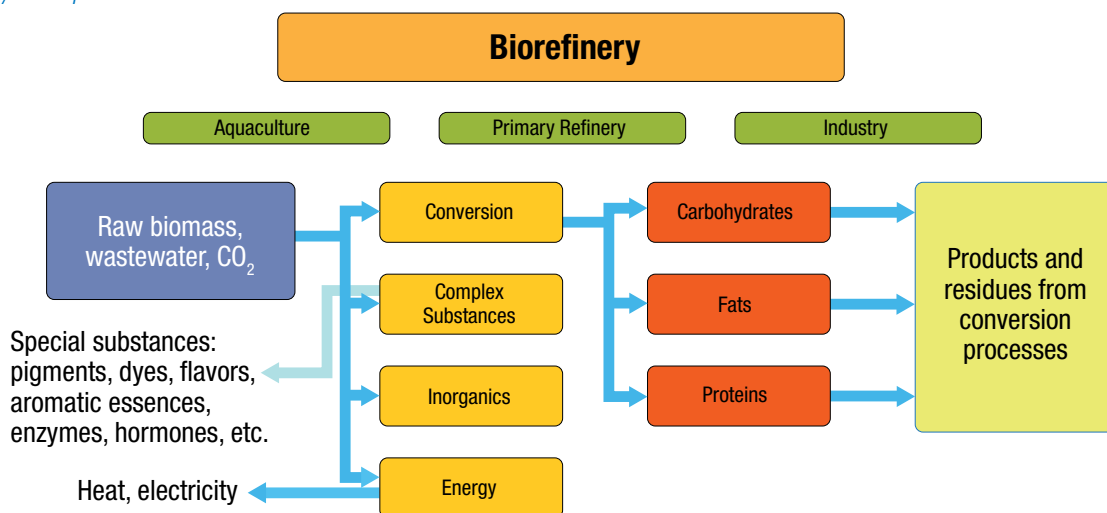 Biorefinery
Aquaculture
Primary Refinery
Industry
Raw biomass,
wastewater, CO2
Conversion
Carbohydrates
Products and
residues from
conversion
processes
Complex
Substances
Fats
Special substances:
pigments, dyes, flavors,
aromatic essences,
enzymes, hormones, etc.
Inorganics
Proteins
Heat, electricity
Energy